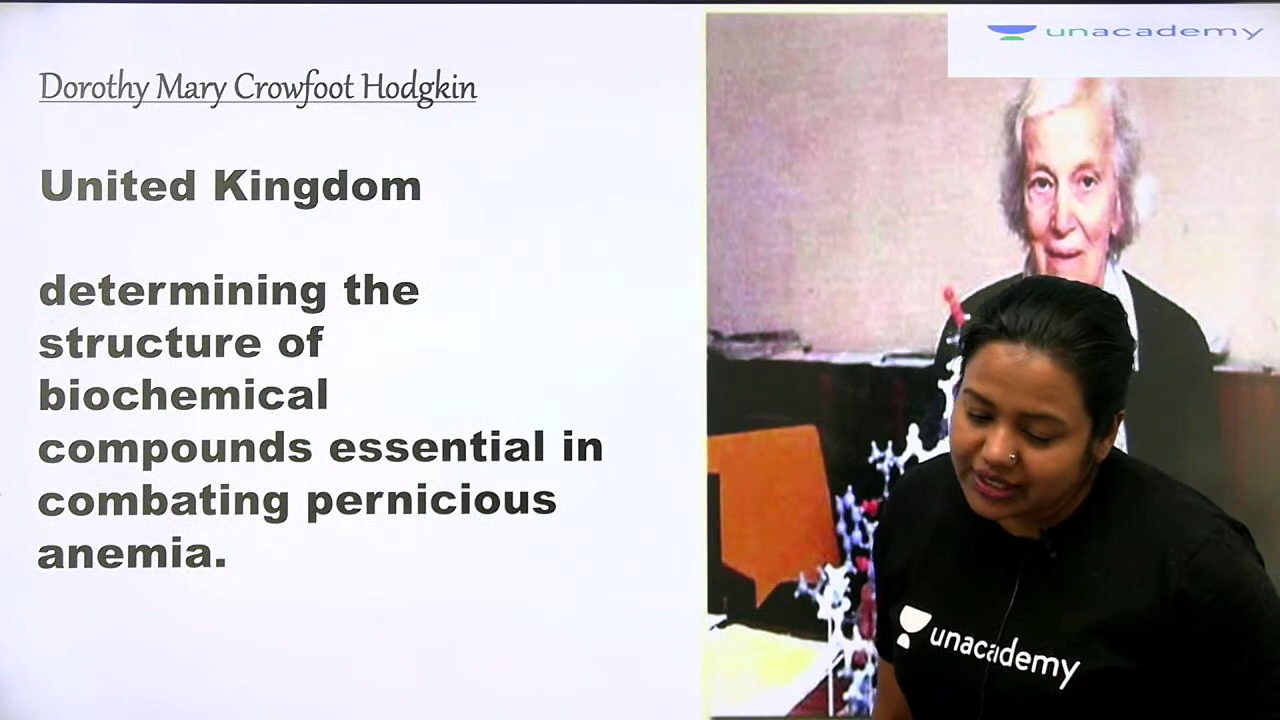 unacademy
Dorothy Mary Crowfoot Hodgkin
United Kingdom
determining the
structure of
biochemical
compounds essential in
combating pernicious
anemia.
unacademy